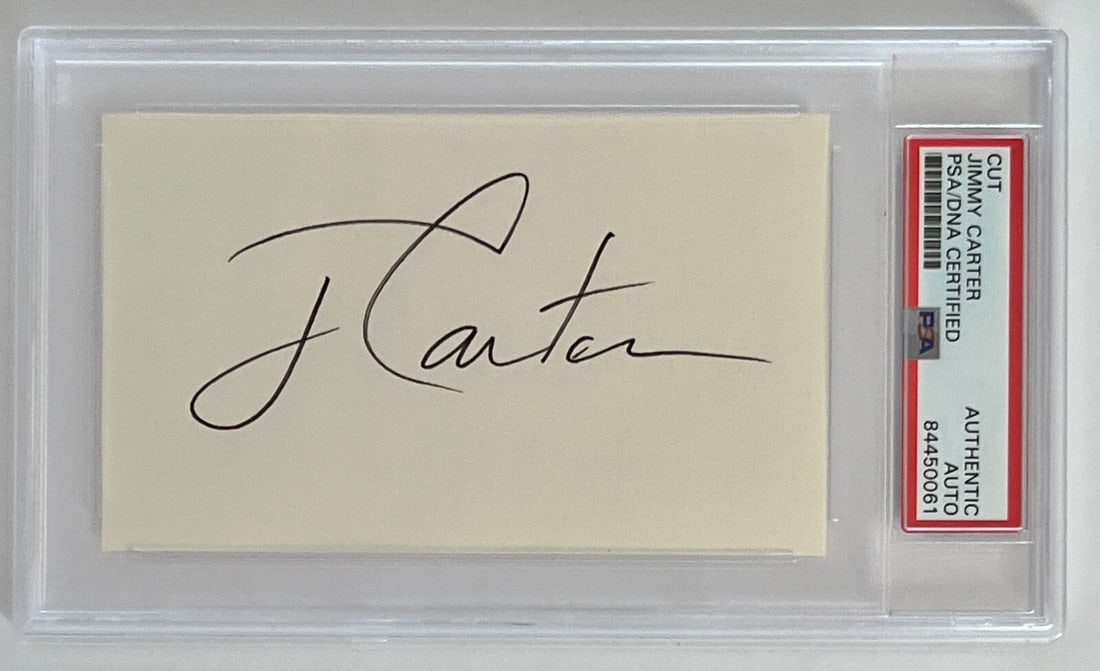 J Carter
CUT
JIMMY CARTER
PSA/DNA CERTIFIED
PSA
AUTHENTIC
AUTO
84450061